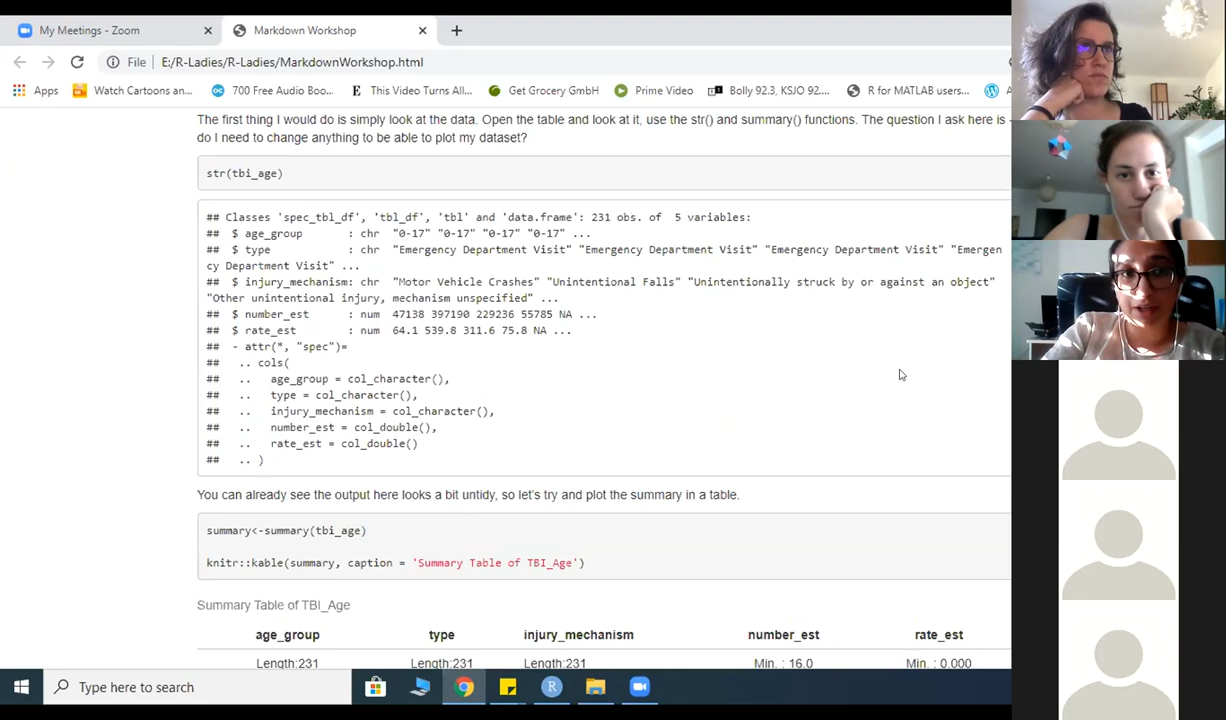 My Meetings - Zoom
Markdown Workshop
File
E:/R-Ladies/R-Ladies/MarkdownWorkshop.html
Apps
Watch Cartoons an...
700 Free Audio Boo...
This Video Turns All...
Get Grocery GmbH
Prime Video
Bolly 92.3, KSJO 92....
R for MATLAB users...
The first thing I would do is simply look at the data. Open the table and look at it, use the str() and summary() functions. The question I ask here is -
do I need to change anything to be able to plot my dataset?
str(tbi_age)
## Classes 'spec_tbl_df', 'tbl_df', 'tbl' and 'data.frame': 231 obs. of  5 variables:
##  $ age_group       : chr  "0-17" "0-17" "0-17" "0-17" ...
##  $ type            : chr  "Emergency Department Visit" "Emergency Department Visit" "Emergency Department Visit" "Emergen
cy Department Visit" ...
##  $ injury_mechanism: chr  "Motor Vehicle Crashes" "Unintentional Falls" "Unintentionally struck by or against an object"
"Other unintentional injury, mechanism unspecified" ...
##  $ number_est      : num  47138 397190 229236 55785 NA ...
##  $ rate_est        : num  64.1 539.8 311.6 75.8 NA ...
##  - attr(*, "spec")=
##   .. cols(
##   ..   age_group = col_character(),
##   ..   type = col_character(),
##   ..   injury_mechanism = col_character(),
##   ..   number_est = col_double(),
##   ..   rate_est = col_double()
##   .. )
You can already see the output here looks a bit untidy, so let's try and plot the summary in a table.
summary<-summary(tbi_age)
knitr::kable(summary, caption = 'Summary Table of TBI_Age')
Summary Table of TBI_Age
age_group type injury_mechanism number_est rate_est
Length:231 Length:231 Length:231 Min. : 16.0 Min. : 0.000
Type here to search